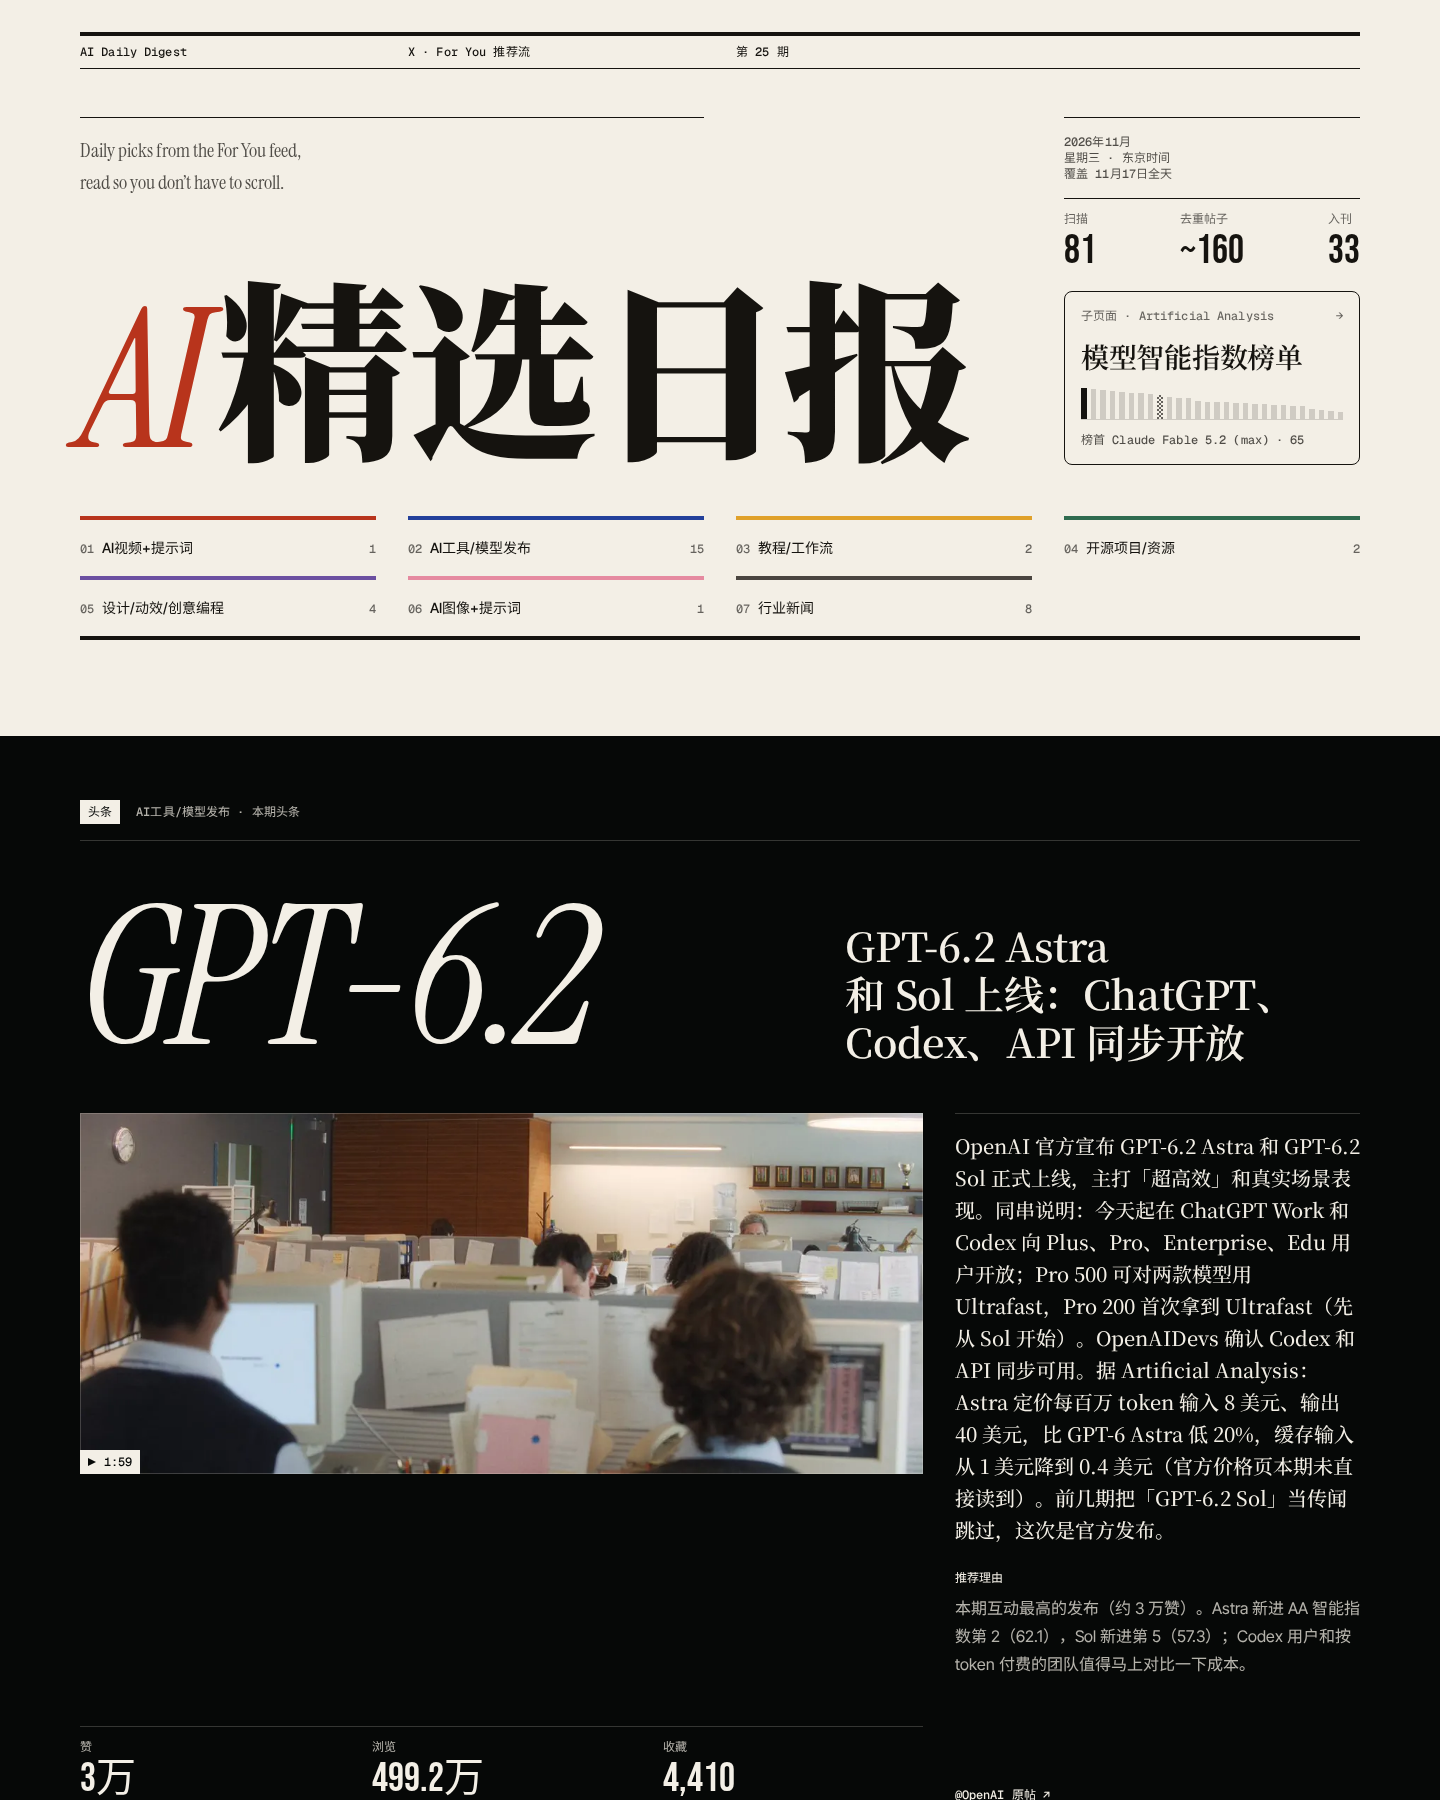 AI Daily Digest
X · For You 推荐流
第 25 期
Daily picks from the For You feed,
read so you don't have to scroll.
2026年11月
星期三 · 东京时间
覆盖 11月17日全天
扫描 去重帖子 入刊
81 ~160 33
AI精选日报
子页面 · Artificial Analysis →
模型智能指数榜单
榜首 Claude Fable 5.2 (max) · 65
01 AI视频+提示词 1
02 AI工具/模型发布 15
03 教程/工作流 2
04 开源项目/资源 2
05 设计/动效/创意编程 4
06 AI图像+提示词 1
07 行业新闻 8
头条 AI工具/模型发布 · 本期头条
GPT-6.2
GPT-6.2 Astra
和 Sol 上线：ChatGPT、
Codex、API 同步开放
▶ 1:59
OpenAI 官方宣布 GPT-6.2 Astra 和 GPT-6.2
Sol 正式上线，主打「超高效」和真实场景表
现。同串说明：今天起在 ChatGPT Work 和
Codex 向 Plus、Pro、Enterprise、Edu 用
户开放；Pro 500 可对两款模型用
Ultrafast，Pro 200 首次拿到 Ultrafast（先
从 Sol 开始）。OpenAIDevs 确认 Codex 和
API 同步可用。据 Artificial Analysis：
Astra 定价每百万 token 输入 8 美元、输出
40 美元，比 GPT-6 Astra 低 20%，缓存输入
从 1 美元降到 0.4 美元（官方价格页本期未直
接读到）。前几期把「GPT-6.2 Sol」当传闻
跳过，这次是官方发布。
推荐理由
本期互动最高的发布（约 3 万赞）。Astra 新进 AA 智能指
数第 2（62.1），Sol 新进第 5（57.3）；Codex 用户和按
token 付费的团队值得马上对比一下成本。
赞 浏览 收藏
3万 499.2万 4,410
@OpenAI 原帖 ↗